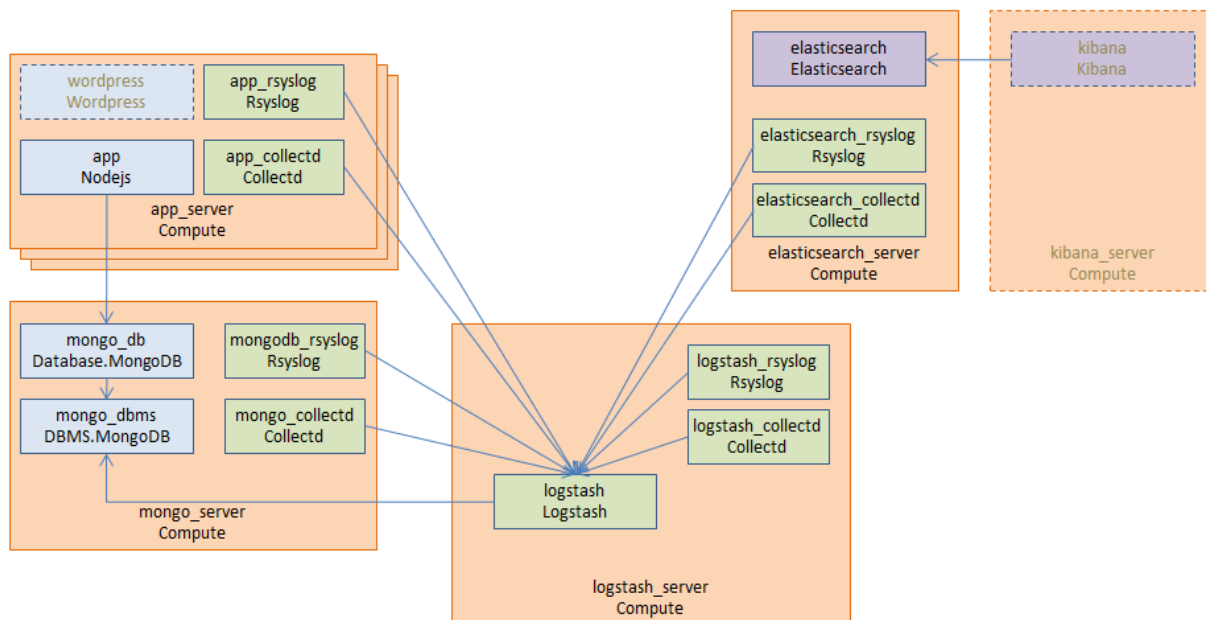 wordpress
Wordpress
app_rsyslog
Rsyslog
app
Nodejs
app_collectd
Collectd
app_server
Compute
elasticsearch
Elasticsearch
elasticsearch_rsyslog
Rsyslog
elasticsearch_collectd
Collectd
elasticsearch_server
Compute
kibana
Kibana
kibana_server
Compute
mongo_db
Database.MongoDB
mongodb_rsyslog
Rsyslog
mongo_dbms
DBMS.MongoDB
mongo_collectd
Collectd
mongo_server
Compute
logstash_rsyslog
Rsyslog
logstash_collectd
Collectd
logstash
Logstash
logstash_server
Compute